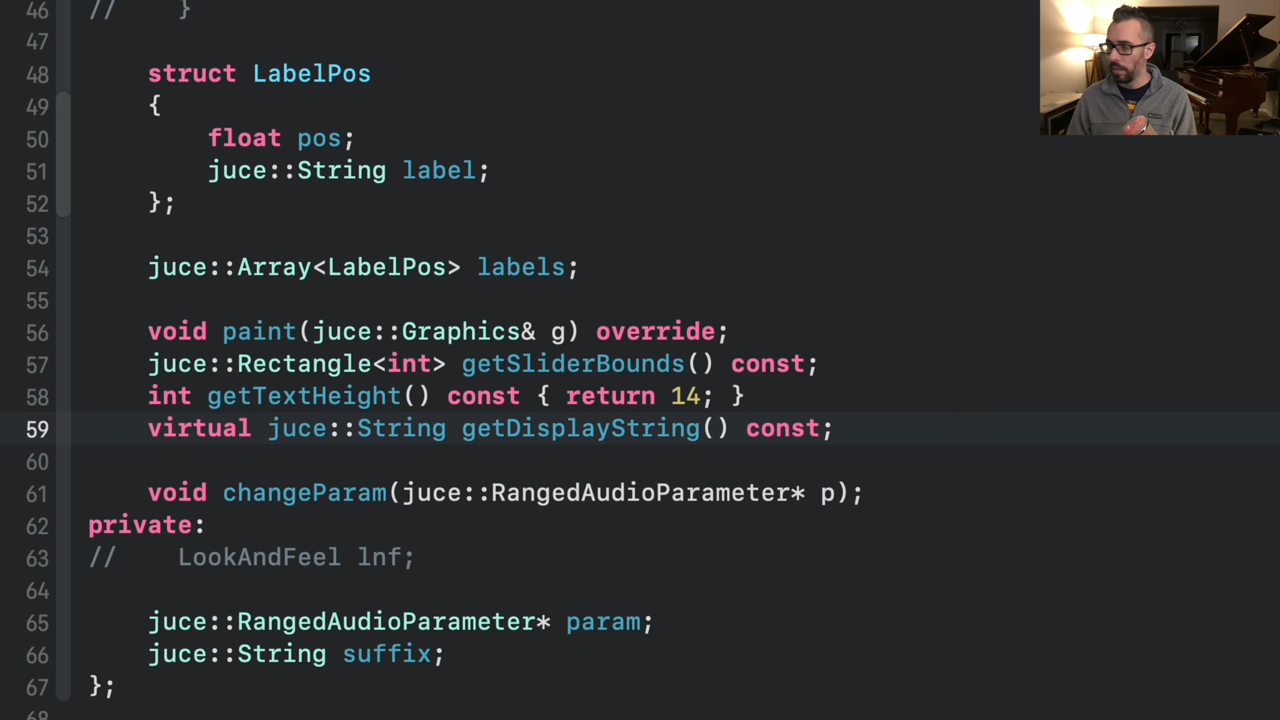 46 //    }
47
48     struct LabelPos
49     {
50         float pos;
51         juce::String label;
52     };
53
54     juce::Array<LabelPos> labels;
55
56     void paint(juce::Graphics& g) override;
57     juce::Rectangle<int> getSliderBounds() const;
58     int getTextHeight() const { return 14; }
59     virtual juce::String getDisplayString() const;
60
61     void changeParam(juce::RangedAudioParameter* p);
62 private:
63 //    LookAndFeel lnf;
64
65     juce::RangedAudioParameter* param;
66     juce::String suffix;
67 };
68